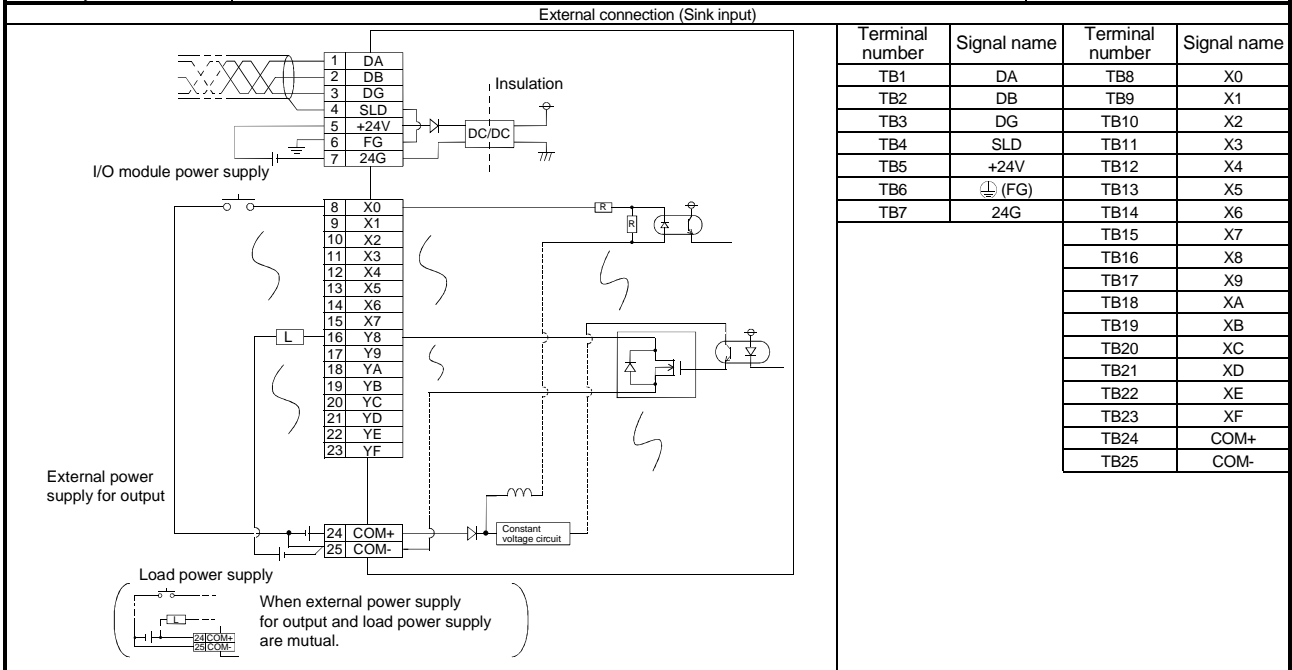 External connection (Sink input)
1 DA
2 DB
3 DG
4 SLD
5 +24V
6 FG
7 24G
Insulation
DC/DC
I/O module power supply
8 X0
9 X1
10 X2
11 X3
12 X4
13 X5
14 X6
15 X7
16 Y8
17 Y9
18 YA
19 YB
20 YC
21 YD
22 YE
23 YF
R
R
L
External power
supply for output
24 COM+
25 COM-
Constant
voltage circuit
Load power supply
L
24 COM+
25 COM-
When external power supply
for output and load power supply
are mutual.
Terminal number Signal name Terminal number Signal name
TB1 DA TB8 X0
TB2 DB TB9 X1
TB3 DG TB10 X2
TB4 SLD TB11 X3
TB5 +24V TB12 X4
TB6 (FG) TB13 X5
TB7 24G TB14 X6
TB15 X7
TB16 X8
TB17 X9
TB18 XA
TB19 XB
TB20 XC
TB21 XD
TB22 XE
TB23 XF
TB24 COM+
TB25 COM-